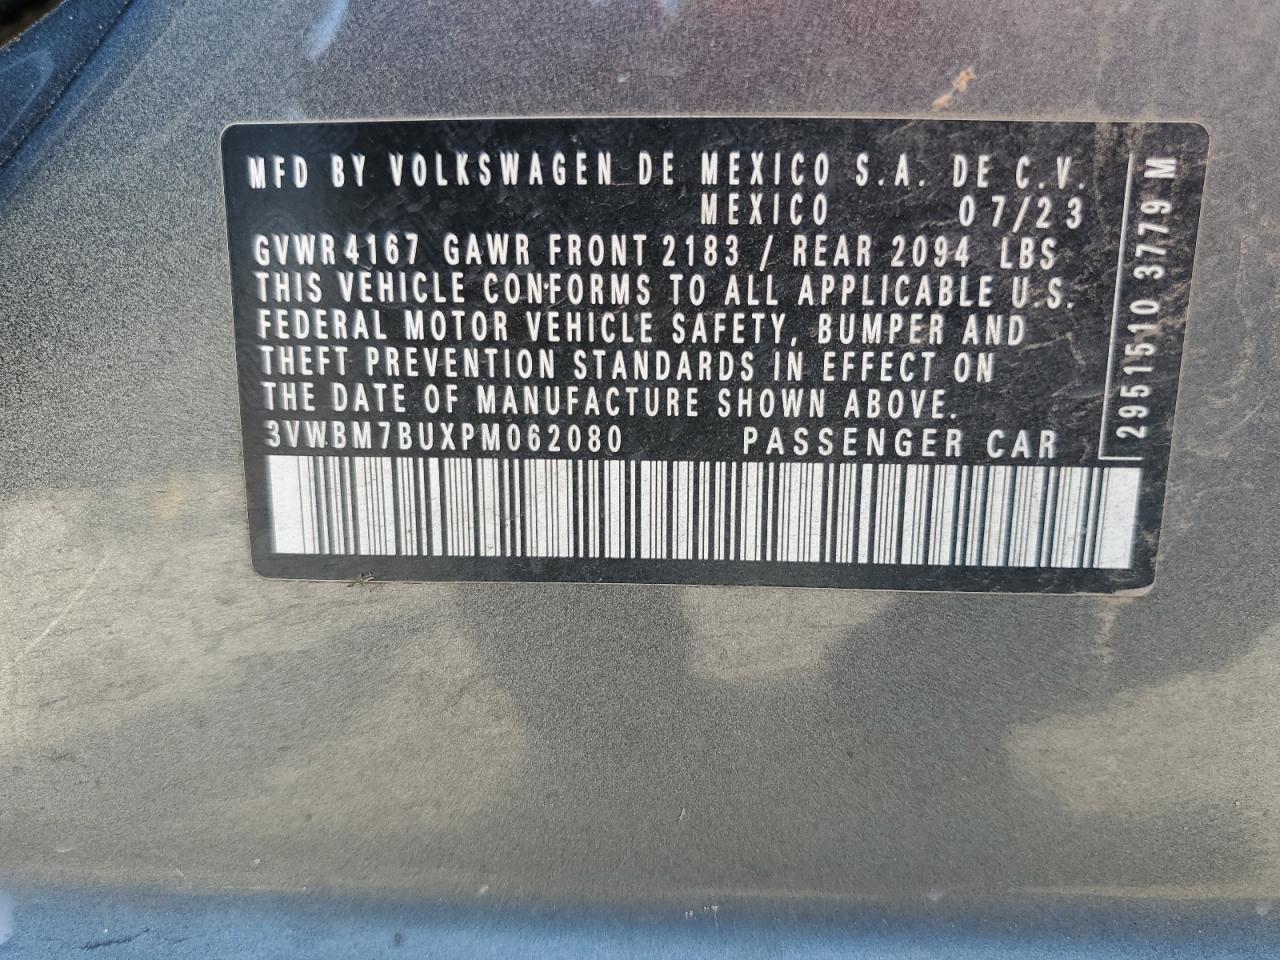 MFD BY VOLKSWAGEN DE MEXICO S.A. DE C.V.
MEXICO 07/23
GVWR 4167 GAWR FRONT 2183 / REAR 2094 LBS
THIS VEHICLE CONFORMS TO ALL APPLICABLE U.S.
FEDERAL MOTOR VEHICLE SAFETY, BUMPER AND
THEFT PREVENTION STANDARDS IN EFFECT ON
THE DATE OF MANUFACTURE SHOWN ABOVE.
3VWBM7BUXPM062080 PASSENGER CAR
2951510 3779 M